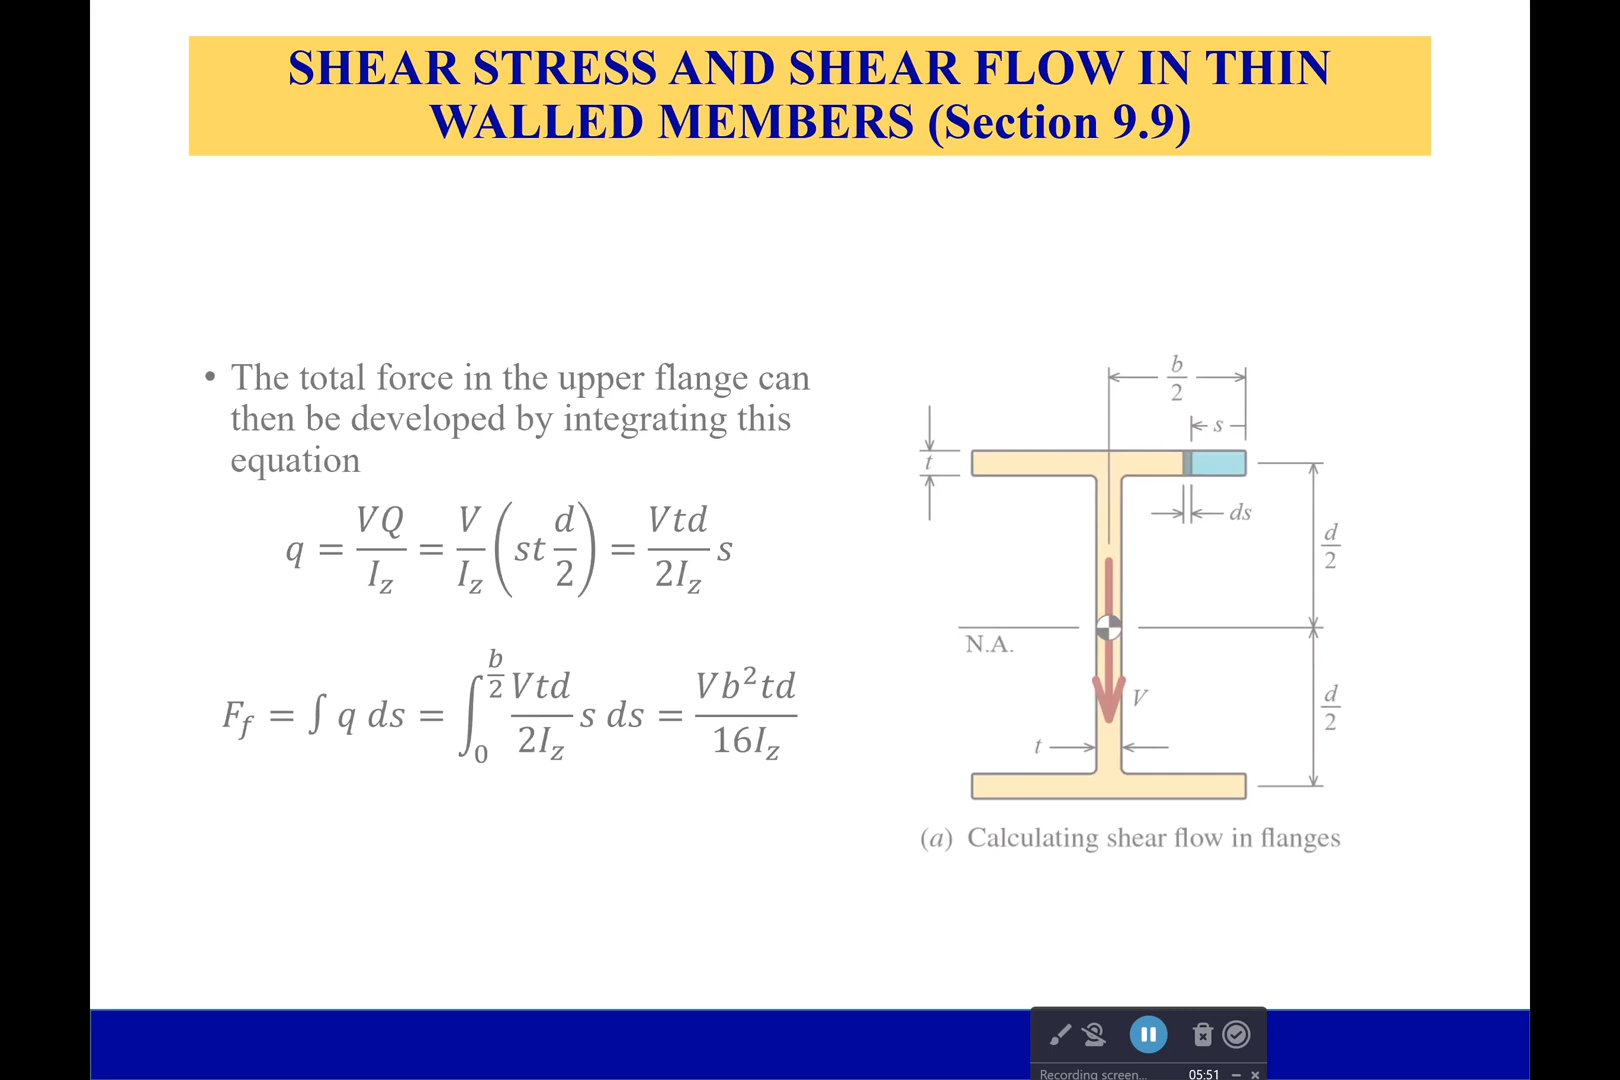 SHEAR STRESS AND SHEAR FLOW IN THIN
WALLED MEMBERS (Section 9.9)
• The total force in the upper flange can
then be developed by integrating this
equation
q = VQ/I_z = V/I_z (st d/2) = Vtd/2I_z s
F_f = ∫ q ds = ∫_0^{b/2} Vtd/2I_z s ds = Vb²td/16I_z
b/2
s
t
ds
d/2
N.A.
V
d/2
t
(a) Calculating shear flow in flanges
Recording screen... 05:51